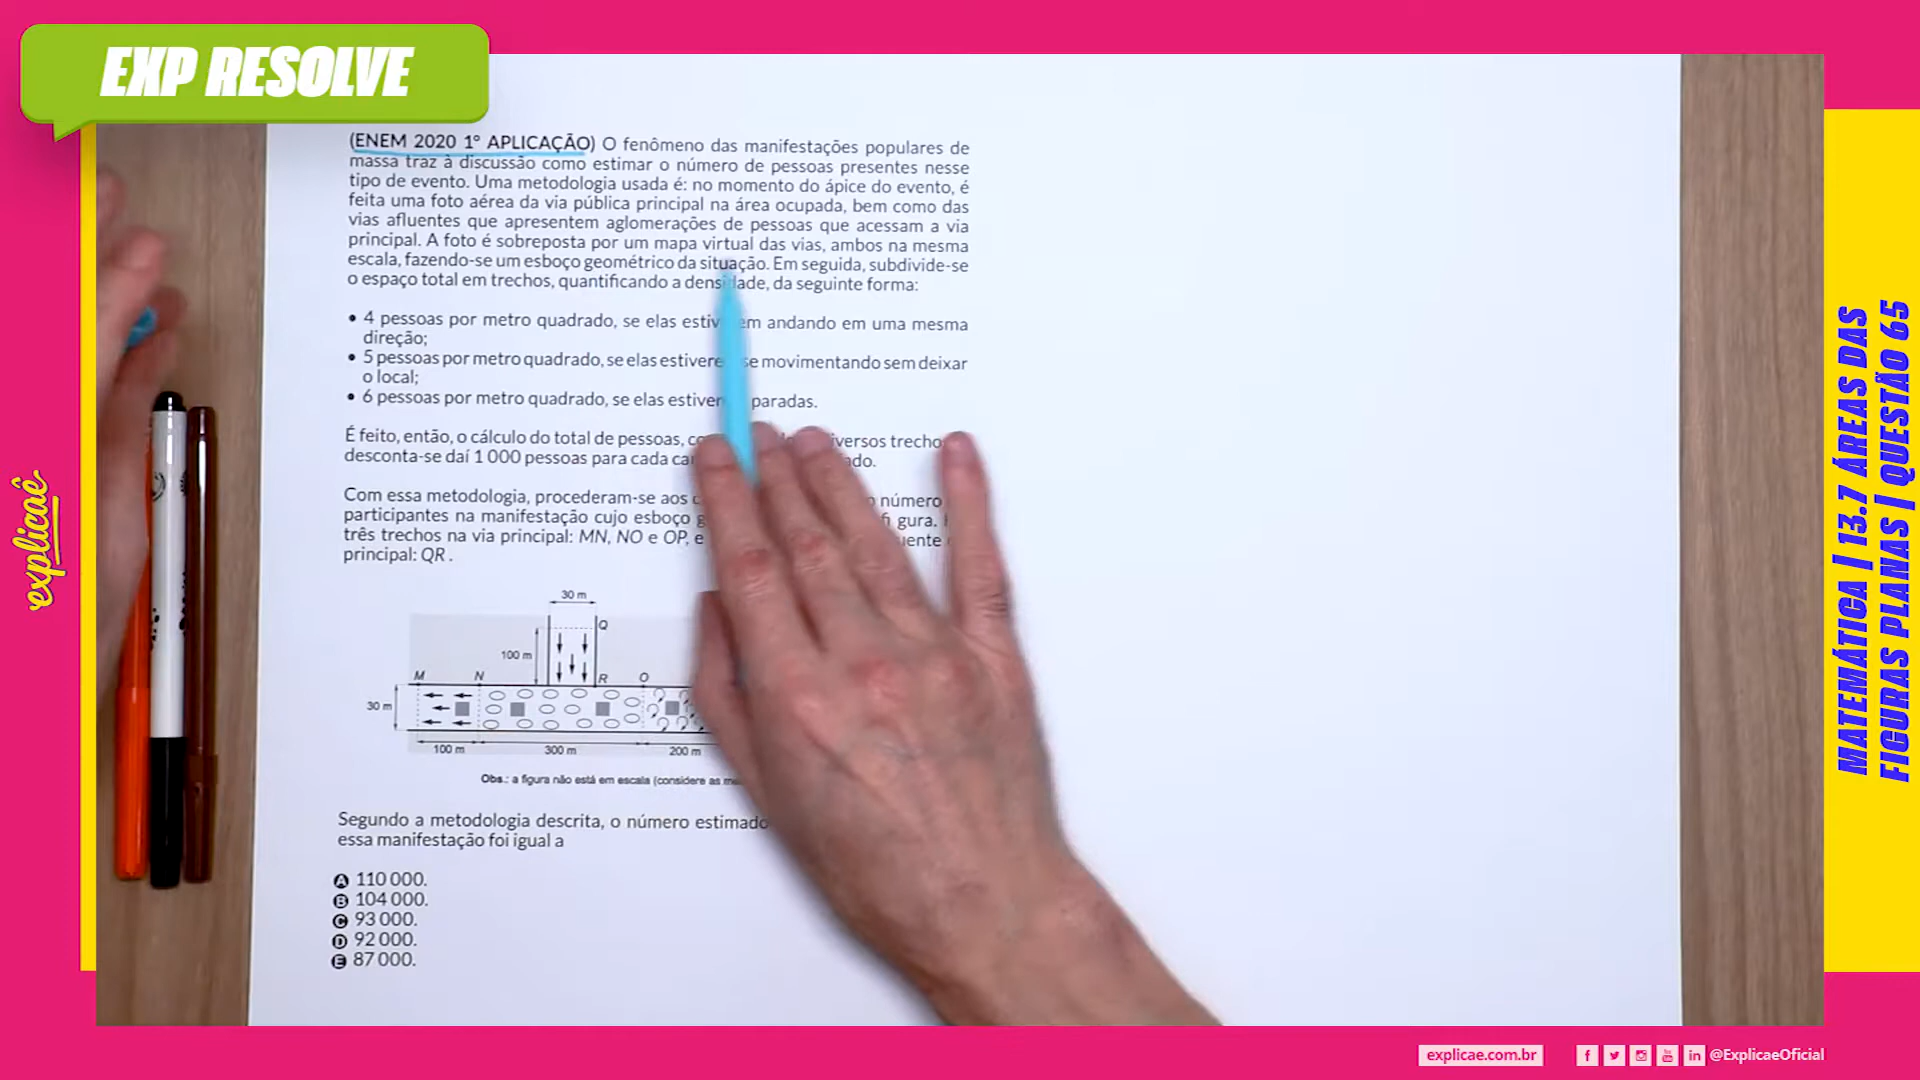 EXP RESOLVE
(ENEM 2020 1º APLICAÇÃO) O fenômeno das manifestações populares de
massa traz à discussão como estimar o número de pessoas presentes nesse
tipo de evento. Uma metodologia usada é: no momento do ápice do evento, é
feita uma foto aérea da via pública principal na área ocupada, bem como das
vias afluentes que apresentem aglomerações de pessoas que acessam a via
principal. A foto é sobreposta por um mapa virtual das vias, ambos na mesma
escala, fazendo-se um esboço geométrico da situação. Em seguida, subdivide-se
o espaço total em trechos, quantificando a densidade, da seguinte forma:
• 4 pessoas por metro quadrado, se elas estiverem andando em uma mesma
direção;
• 5 pessoas por metro quadrado, se elas estiverem se movimentando sem deixar
o local;
• 6 pessoas por metro quadrado, se elas estiverem paradas.
É feito, então, o cálculo do total de pessoas, diversos trechos
desconta-se daí 1 000 pessoas para cada
Com essa metodologia, procederam-se aos número
participantes na manifestação cujo esboço figura.
três trechos na via principal: MN, NO e OP, e
principal: QR .
30 m
Q
100 m
M N R O
30 m
100 m 300 m 200 m
Obs.: a figura não está em escala (considere as
Segundo a metodologia descrita, o número estimado
essa manifestação foi igual a
A 110 000.
B 104 000.
C 93 000.
D 92 000.
E 87 000.
explicaê
MATEMÁTICA | 13.7 ÁREAS DAS
FIGURAS PLANAS | QUESTÃO 65
explicae.com.br
@ExplicaeOficial